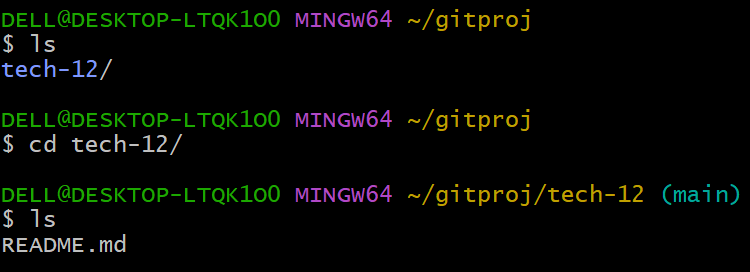 DELL@DESKTOP-LTQK1O0 MINGW64 ~/gitproj
$ ls
tech-12/
DELL@DESKTOP-LTQK1O0 MINGW64 ~/gitproj
$ cd tech-12/
DELL@DESKTOP-LTQK1O0 MINGW64 ~/gitproj/tech-12 (main)
$ ls
README.md